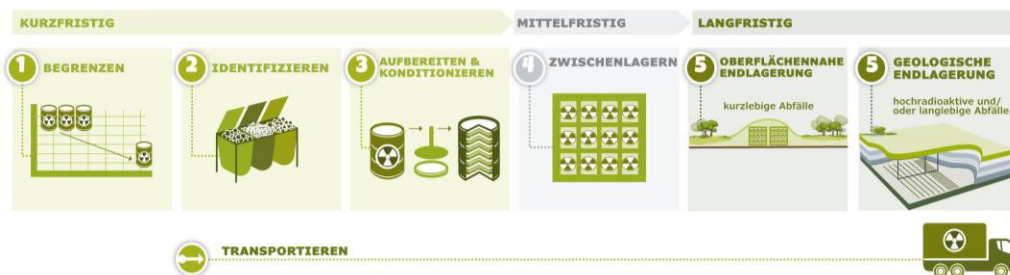 KURZFRISTIG
MITTELFRISTIG
LANGFRISTIG
1 BEGRENZEN
2 IDENTIFIZIEREN
3 AUFBEREITEN &
KONDITIONIEREN
4 ZWISCHENLAGERN
5 OBERFLÄCHENNAHE
ENDLAGERUNG
kurzlebige Abfälle
5 GEOLOGISCHE
ENDLAGERUNG
hochradioaktive und/
oder langlebige Abfälle
TRANSPORTIEREN